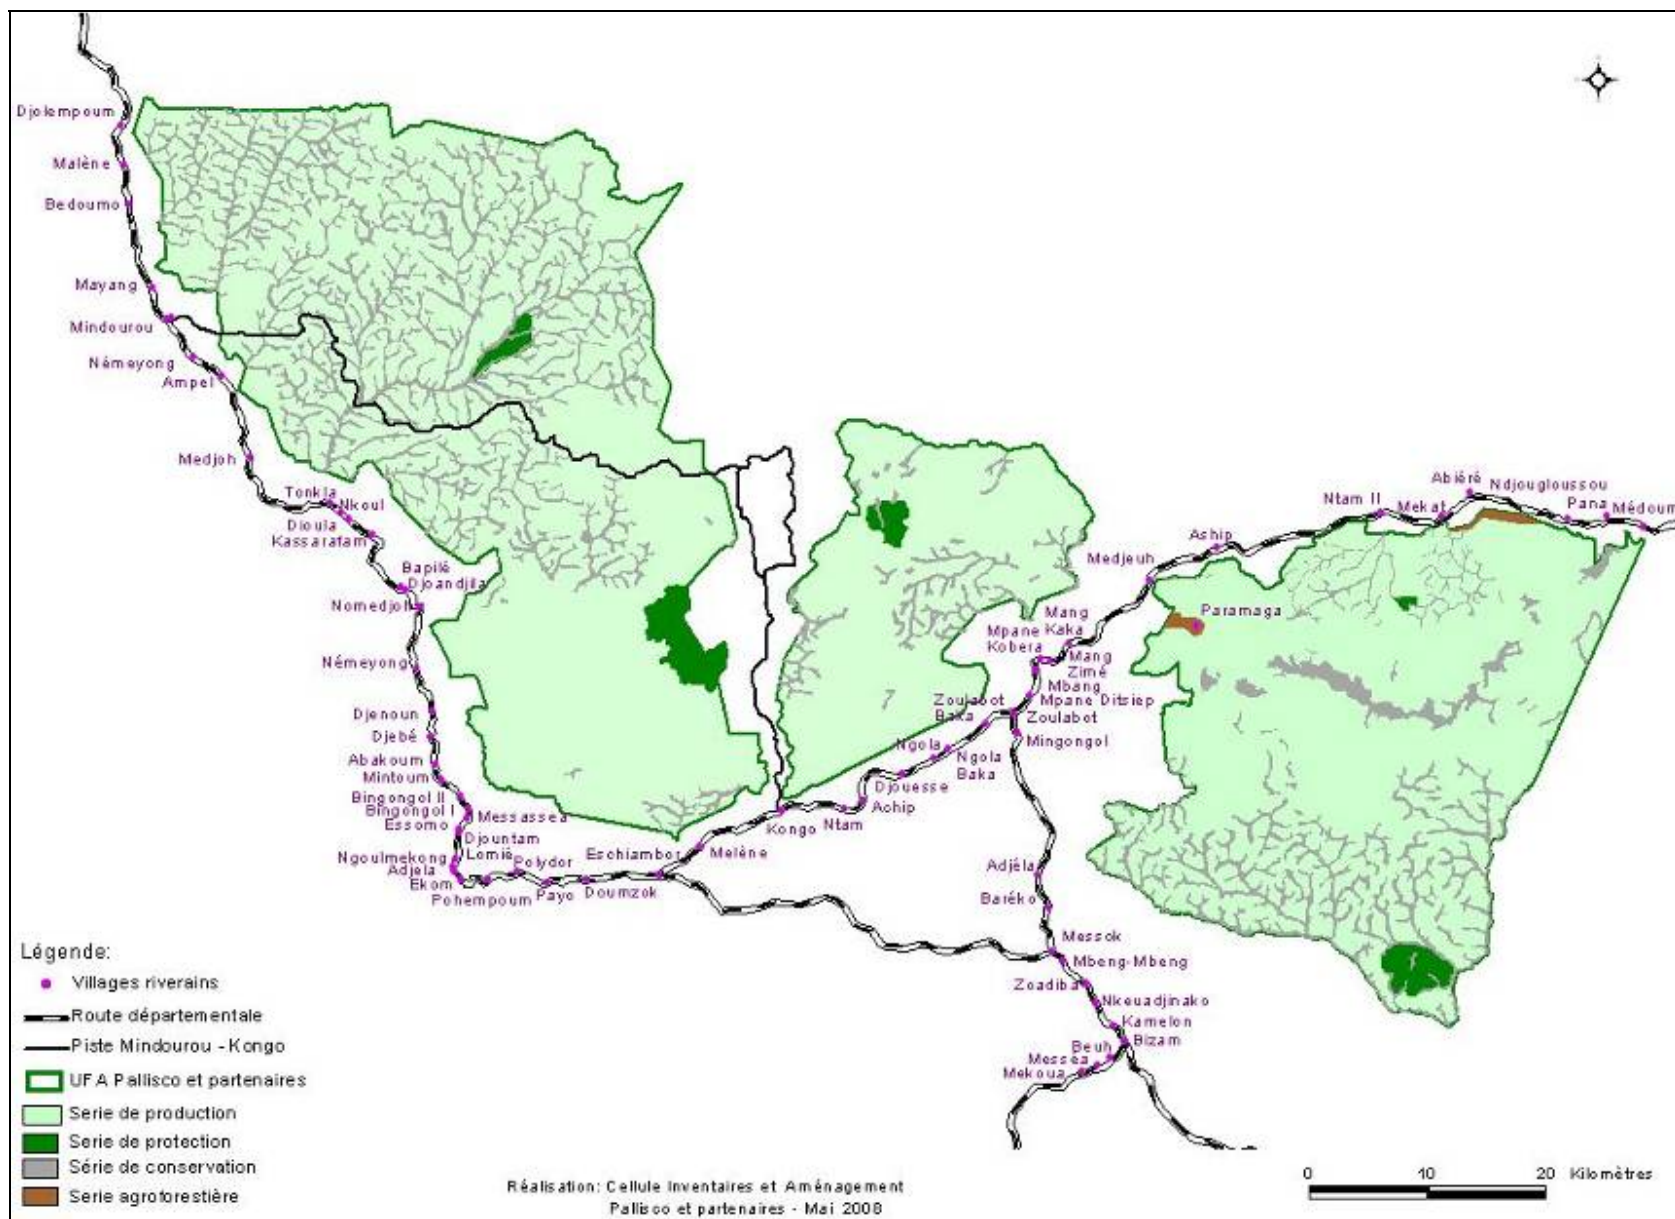 Djolempoum
Malène
Bedoumo
Mayang
Mindourou
Némeyong
Ampel
Medjoh
Tonkla
Nkoul
Dioula
Kassarafam
Bapilé
Djoandjila
Nomedjoh
Némeyong
Djenoun
Djebé
Abakoum
Mintoum
Bingongol II
Bingongol I
Essomo
Messassea
Djountam
Lomié
Ngoulmekong
Adjela
Ekom
Polydor
Pohempoum
Payo
Doumzok
Eschiambor
Melène
Kongo
Ntam
Achip
Djouesse
Ngola
Ngola
Baka
Zoulabot
Baka
Zoulabot
Mingongol
Mpane Ditsiep
Mbang
Mang
Zimé
Mpane
Kobera
Mang
Kaka
Medjeuh
Aship
Ntam II
Mekat
Abiéré
Ndjougloussou
Pana
Médoum
Paramaga
Adjéla
Baréko
Messok
Mbeng-Mbeng
Zoadiba
Nkouadjinako
Kamelon
Bizam
Beuh
Messea
Mekoua
Légende:
Villages riverains
Route départementale
Piste Mindourou - Kongo
UFA Pallisco et partenaires
Serie de production
Serie de protection
Série de conservation
Serie agroforestière
Réalisation: Cellule Inventaires et Aménagement
Pallisco et partenaires - Mai 2008
0 10 20 Kilomètres